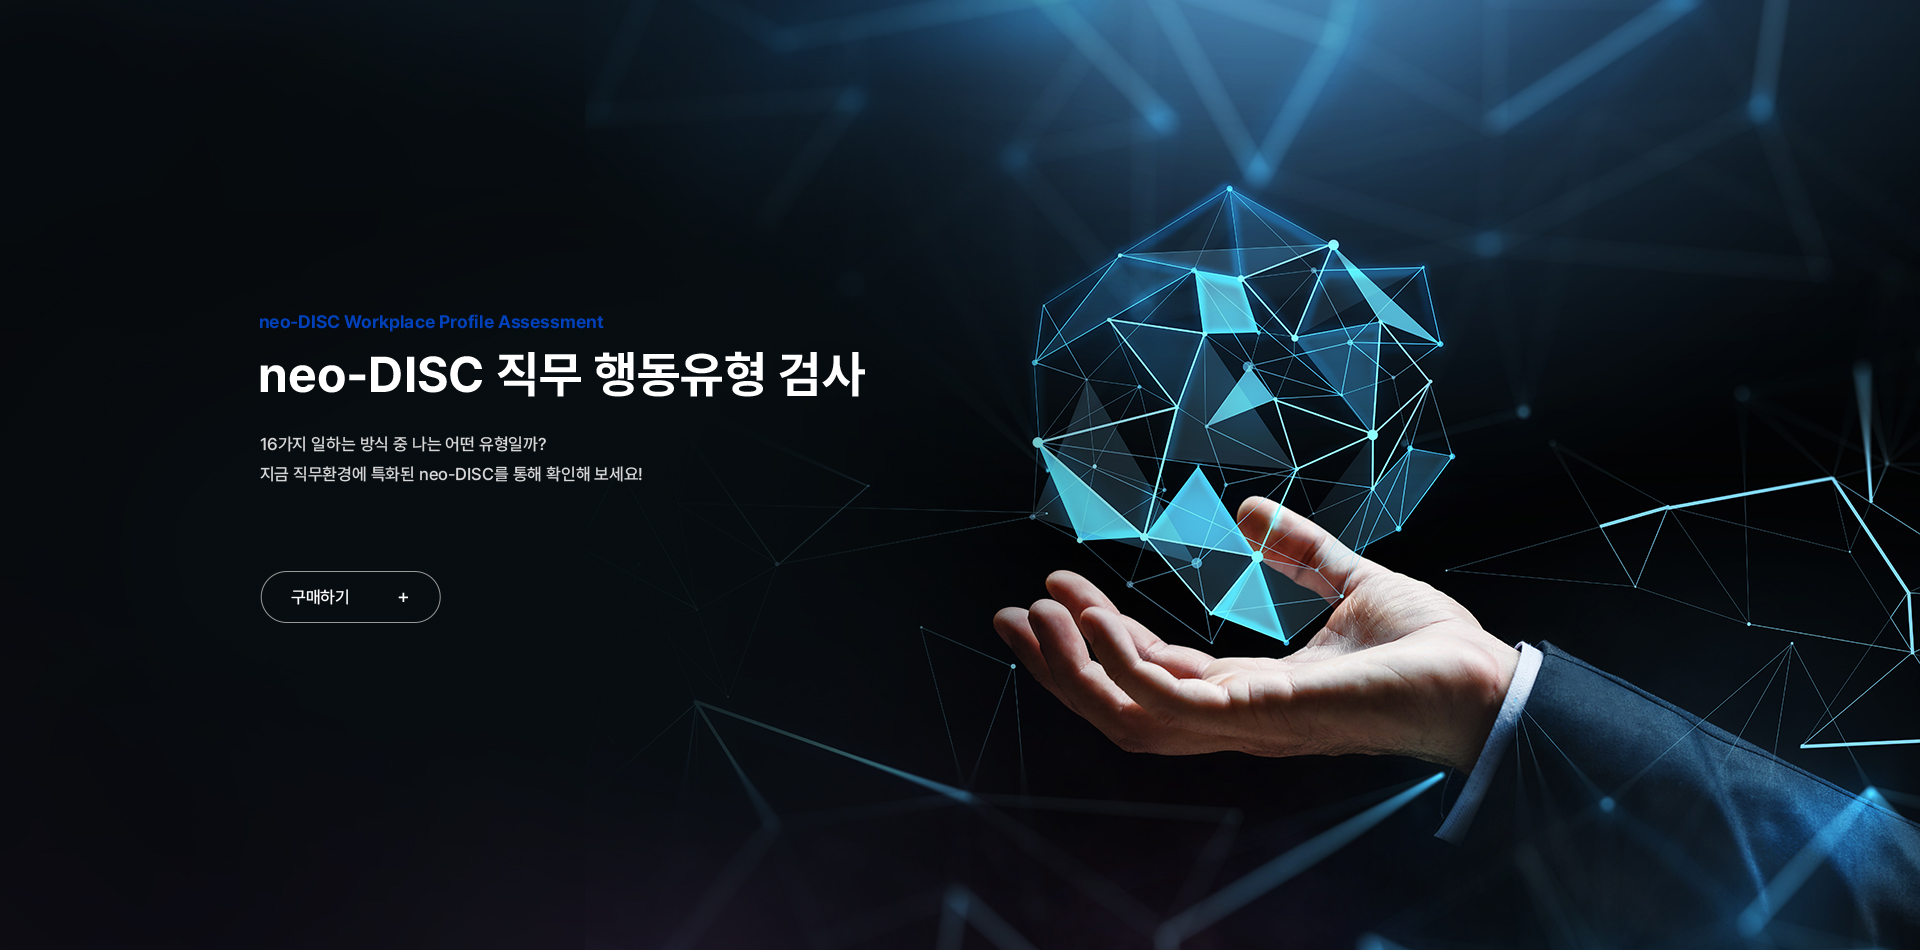 neo-DISC Workplace Profile Assessment
neo-DISC 직무 행동유형 검사
16가지 일하는 방식 중 나는 어떤 유형일까?
지금 직무환경에 특화된 neo-DISC를 통해 확인해 보세요!
구매하기 +